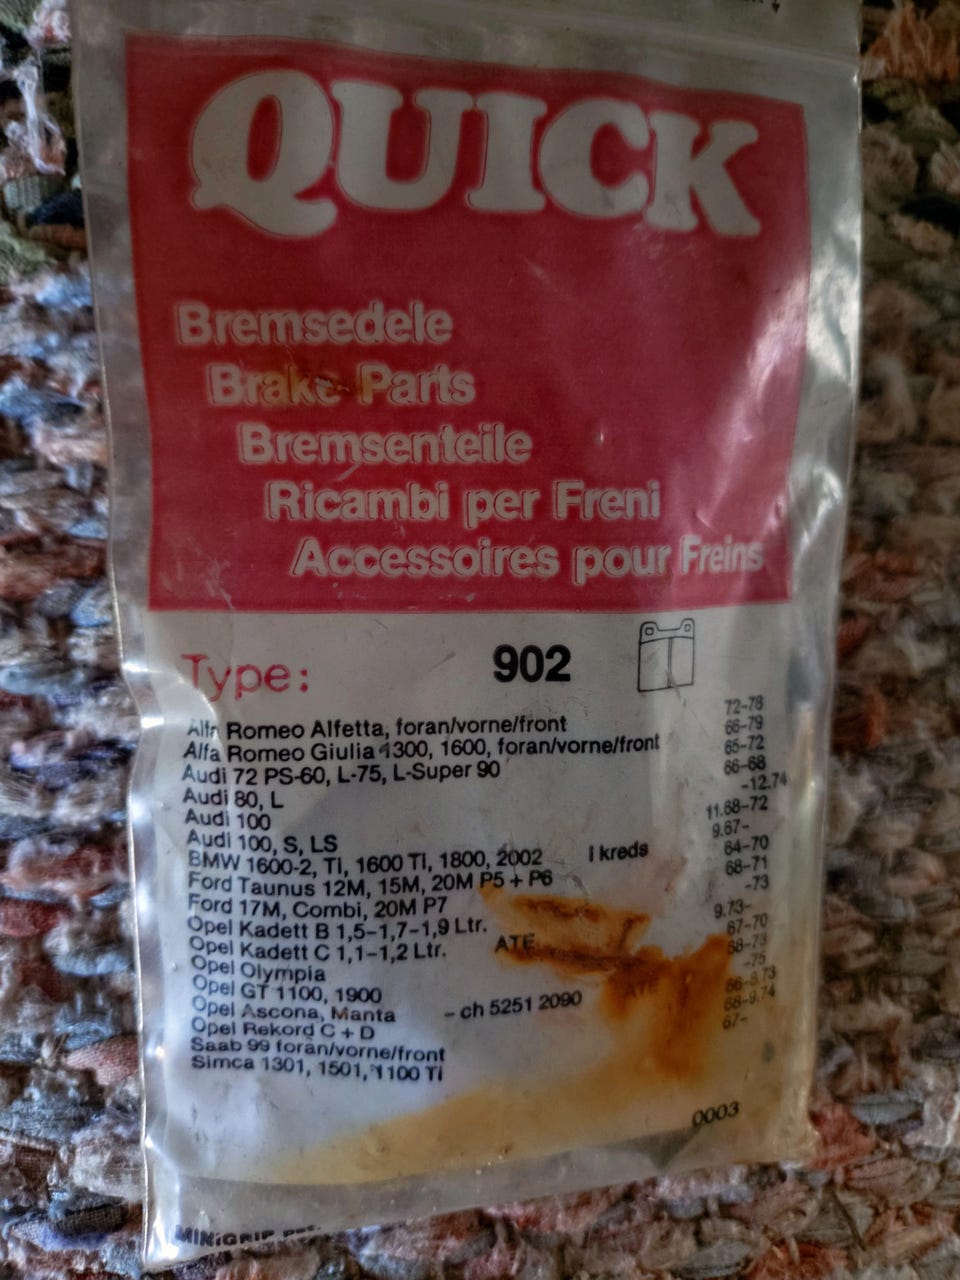 QUICK
Bremsedele
Brake Parts
Bremsenteile
Ricambi per Freni
Accessoires pour Freins
Type: 902
Alfa Romeo Alfetta, foran/vorne/front 72-78
Alfa Romeo Giulia 1300, 1600, foran/vorne/front 66-79
Audi 72 PS-60, L-75, L-Super 90 65-72
Audi 80, L 66-68
Audi 100 -12.74
Audi 100, S, LS 11.68-72
BMW 1600-2, TI, 1600 TI, 1800, 2002 I kreds 9.67-
Ford Taunus 12M, 15M, 20M P5 + P6 64-70
Ford 17M, Combi, 20M P7 68-71
Opel Kadett B 1,5-1,7-1,9 Ltr. -73
Opel Kadett C 1,1-1,2 Ltr. ATE 9.73-
Opel Olympia 67-70
Opel GT 1100, 1900 68-73
Opel Ascona, Manta ATE -75
Opel Rekord C + D - ch 5251 2090 66-8.73
Saab 99 foran/vorne/front 68-9.74
Simca 1301, 1501, 1100 TI 67-
0003
MINIGRIP